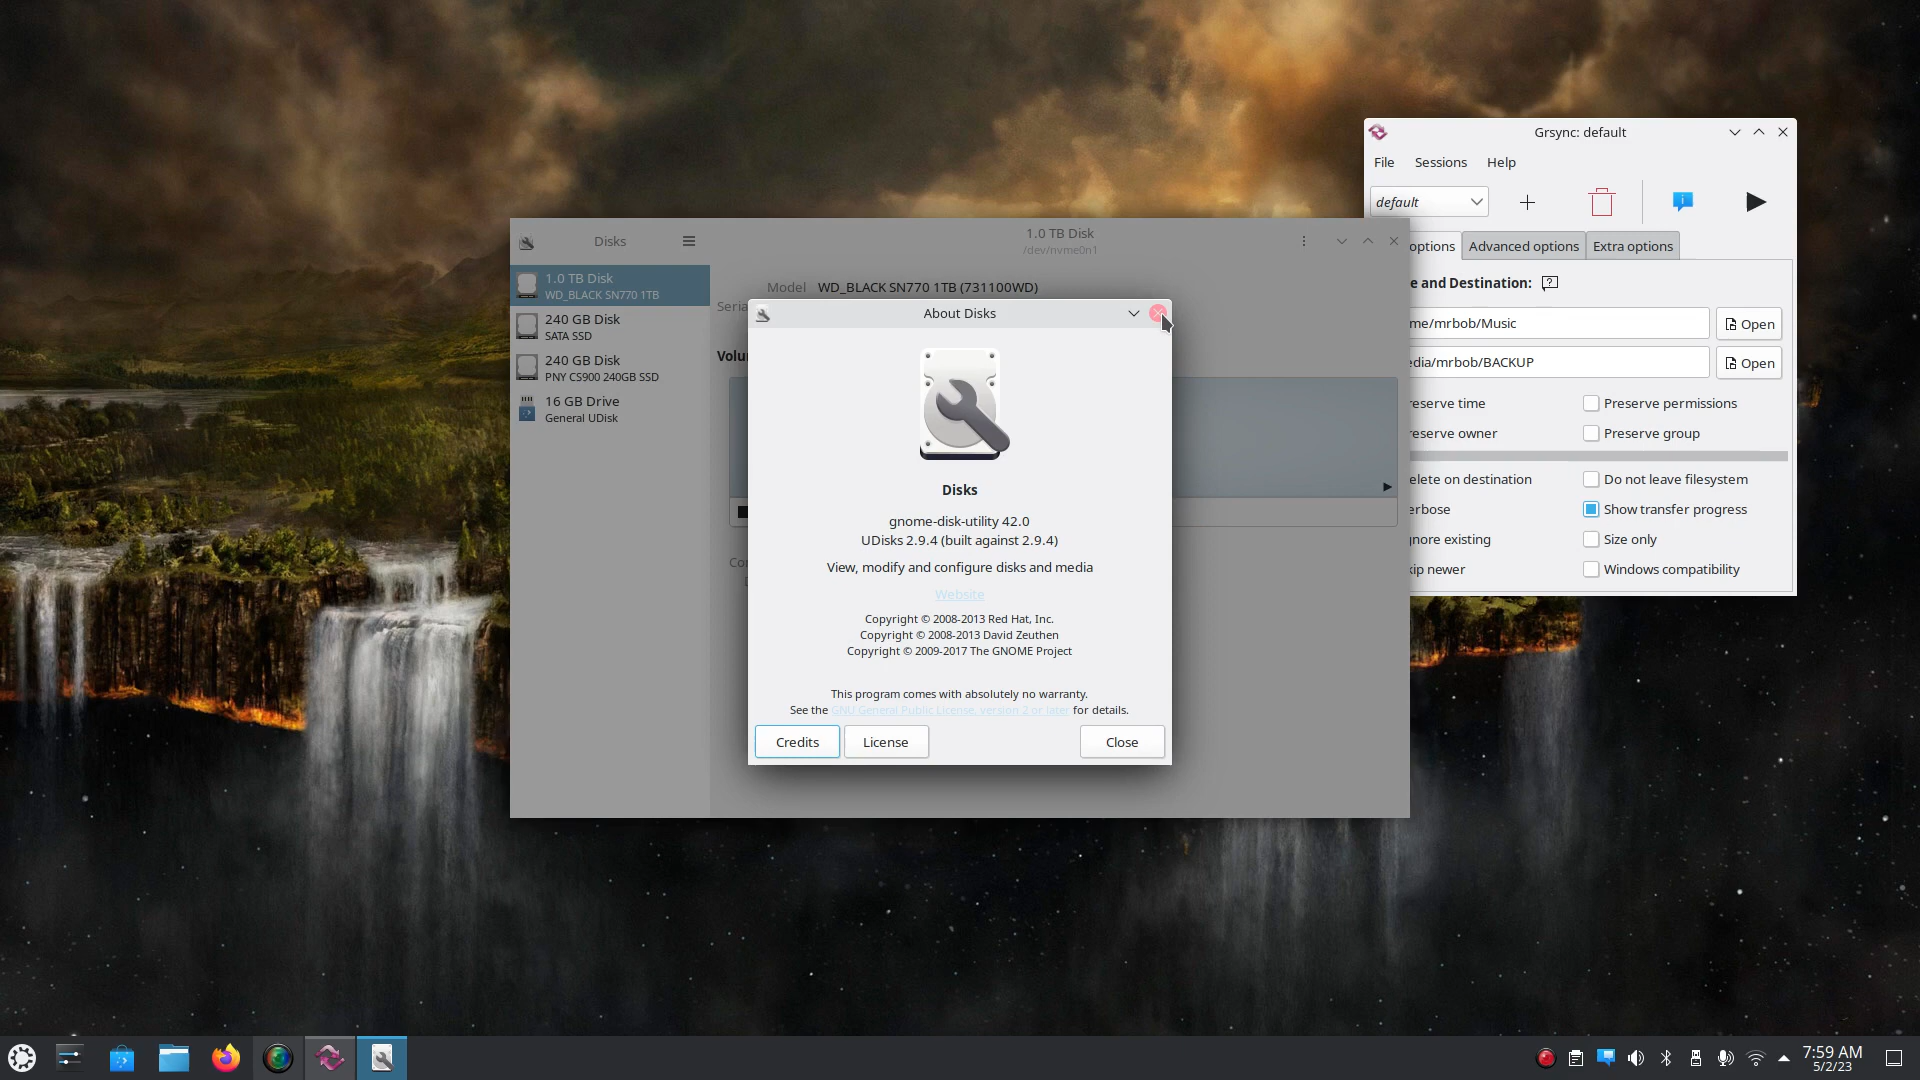 Grsync: default
File Sessions Help
default
options Advanced options Extra options
e and Destination:
me/mrbob/Music Open
edia/mrbob/BACKUP Open
reserve time Preserve permissions
reserve owner Preserve group
elete on destination Do not leave filesystem
erbose Show transfer progress
nore existing Size only
ip newer Windows compatibility
Disks
1.0 TB Disk
/dev/nvme0n1
1.0 TB Disk
WD_BLACK SN770 1TB
240 GB Disk
SATA SSD
240 GB Disk
PNY CS900 240GB SSD
16 GB Drive
General UDisk
Model WD_BLACK SN770 1TB (731100WD)
Seria
Volu
Con
About Disks
Disks
gnome-disk-utility 42.0
UDisks 2.9.4 (built against 2.9.4)
View, modify and configure disks and media
Website
Copyright © 2008-2013 Red Hat, Inc.
Copyright © 2008-2013 David Zeuthen
Copyright © 2009-2017 The GNOME Project
This program comes with absolutely no warranty.
See the GNU General Public License, version 2 or later for details.
Credits License Close
7:59 AM
5/2/23